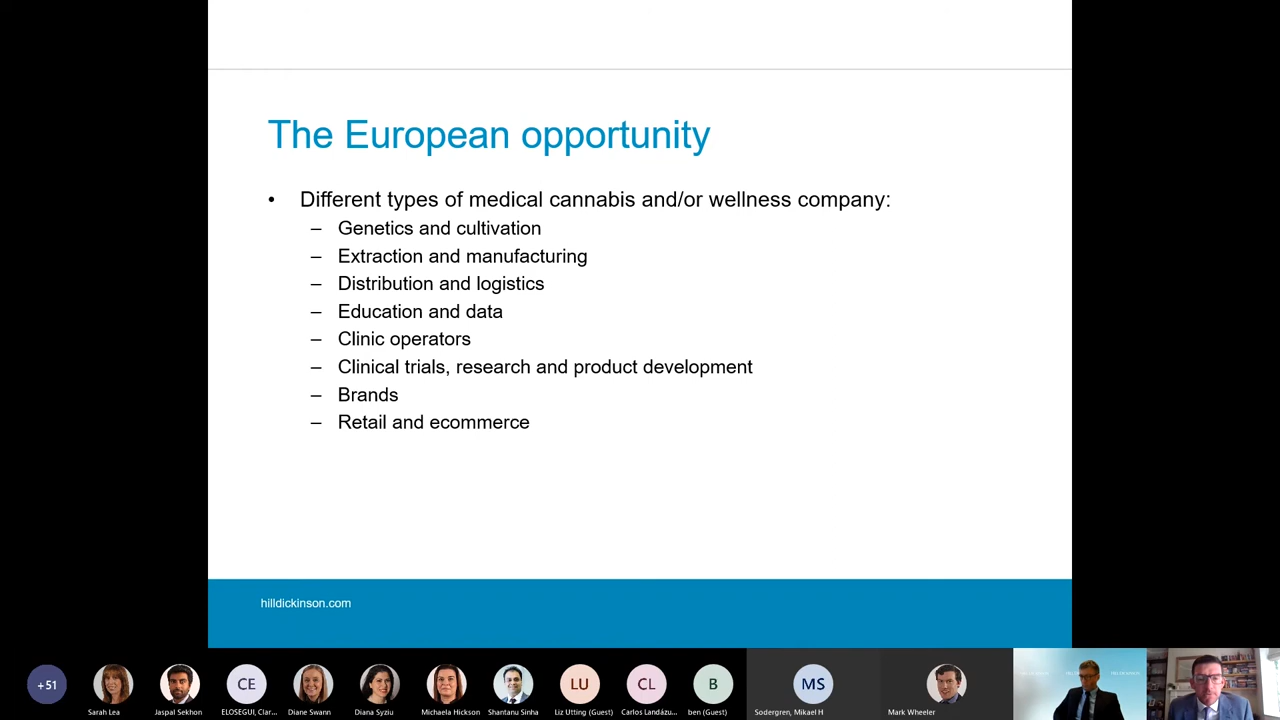 The European opportunity
• Different types of medical cannabis and/or wellness company:
– Genetics and cultivation
– Extraction and manufacturing
– Distribution and logistics
– Education and data
– Clinic operators
– Clinical trials, research and product development
– Brands
– Retail and ecommerce
hilldickinson.com
+51
CE
LU
CL
B
MS
Sarah Lea
Jaspal Sekhon
ELOSEGUI, Clar...
Diane Swann
Diana Syziu
Michaela Hickson
Shantanu Sinha
Liz Utting (Guest)
Carlos Landázu...
ben (Guest)
Sodergren, Mikael H
Mark Wheeler